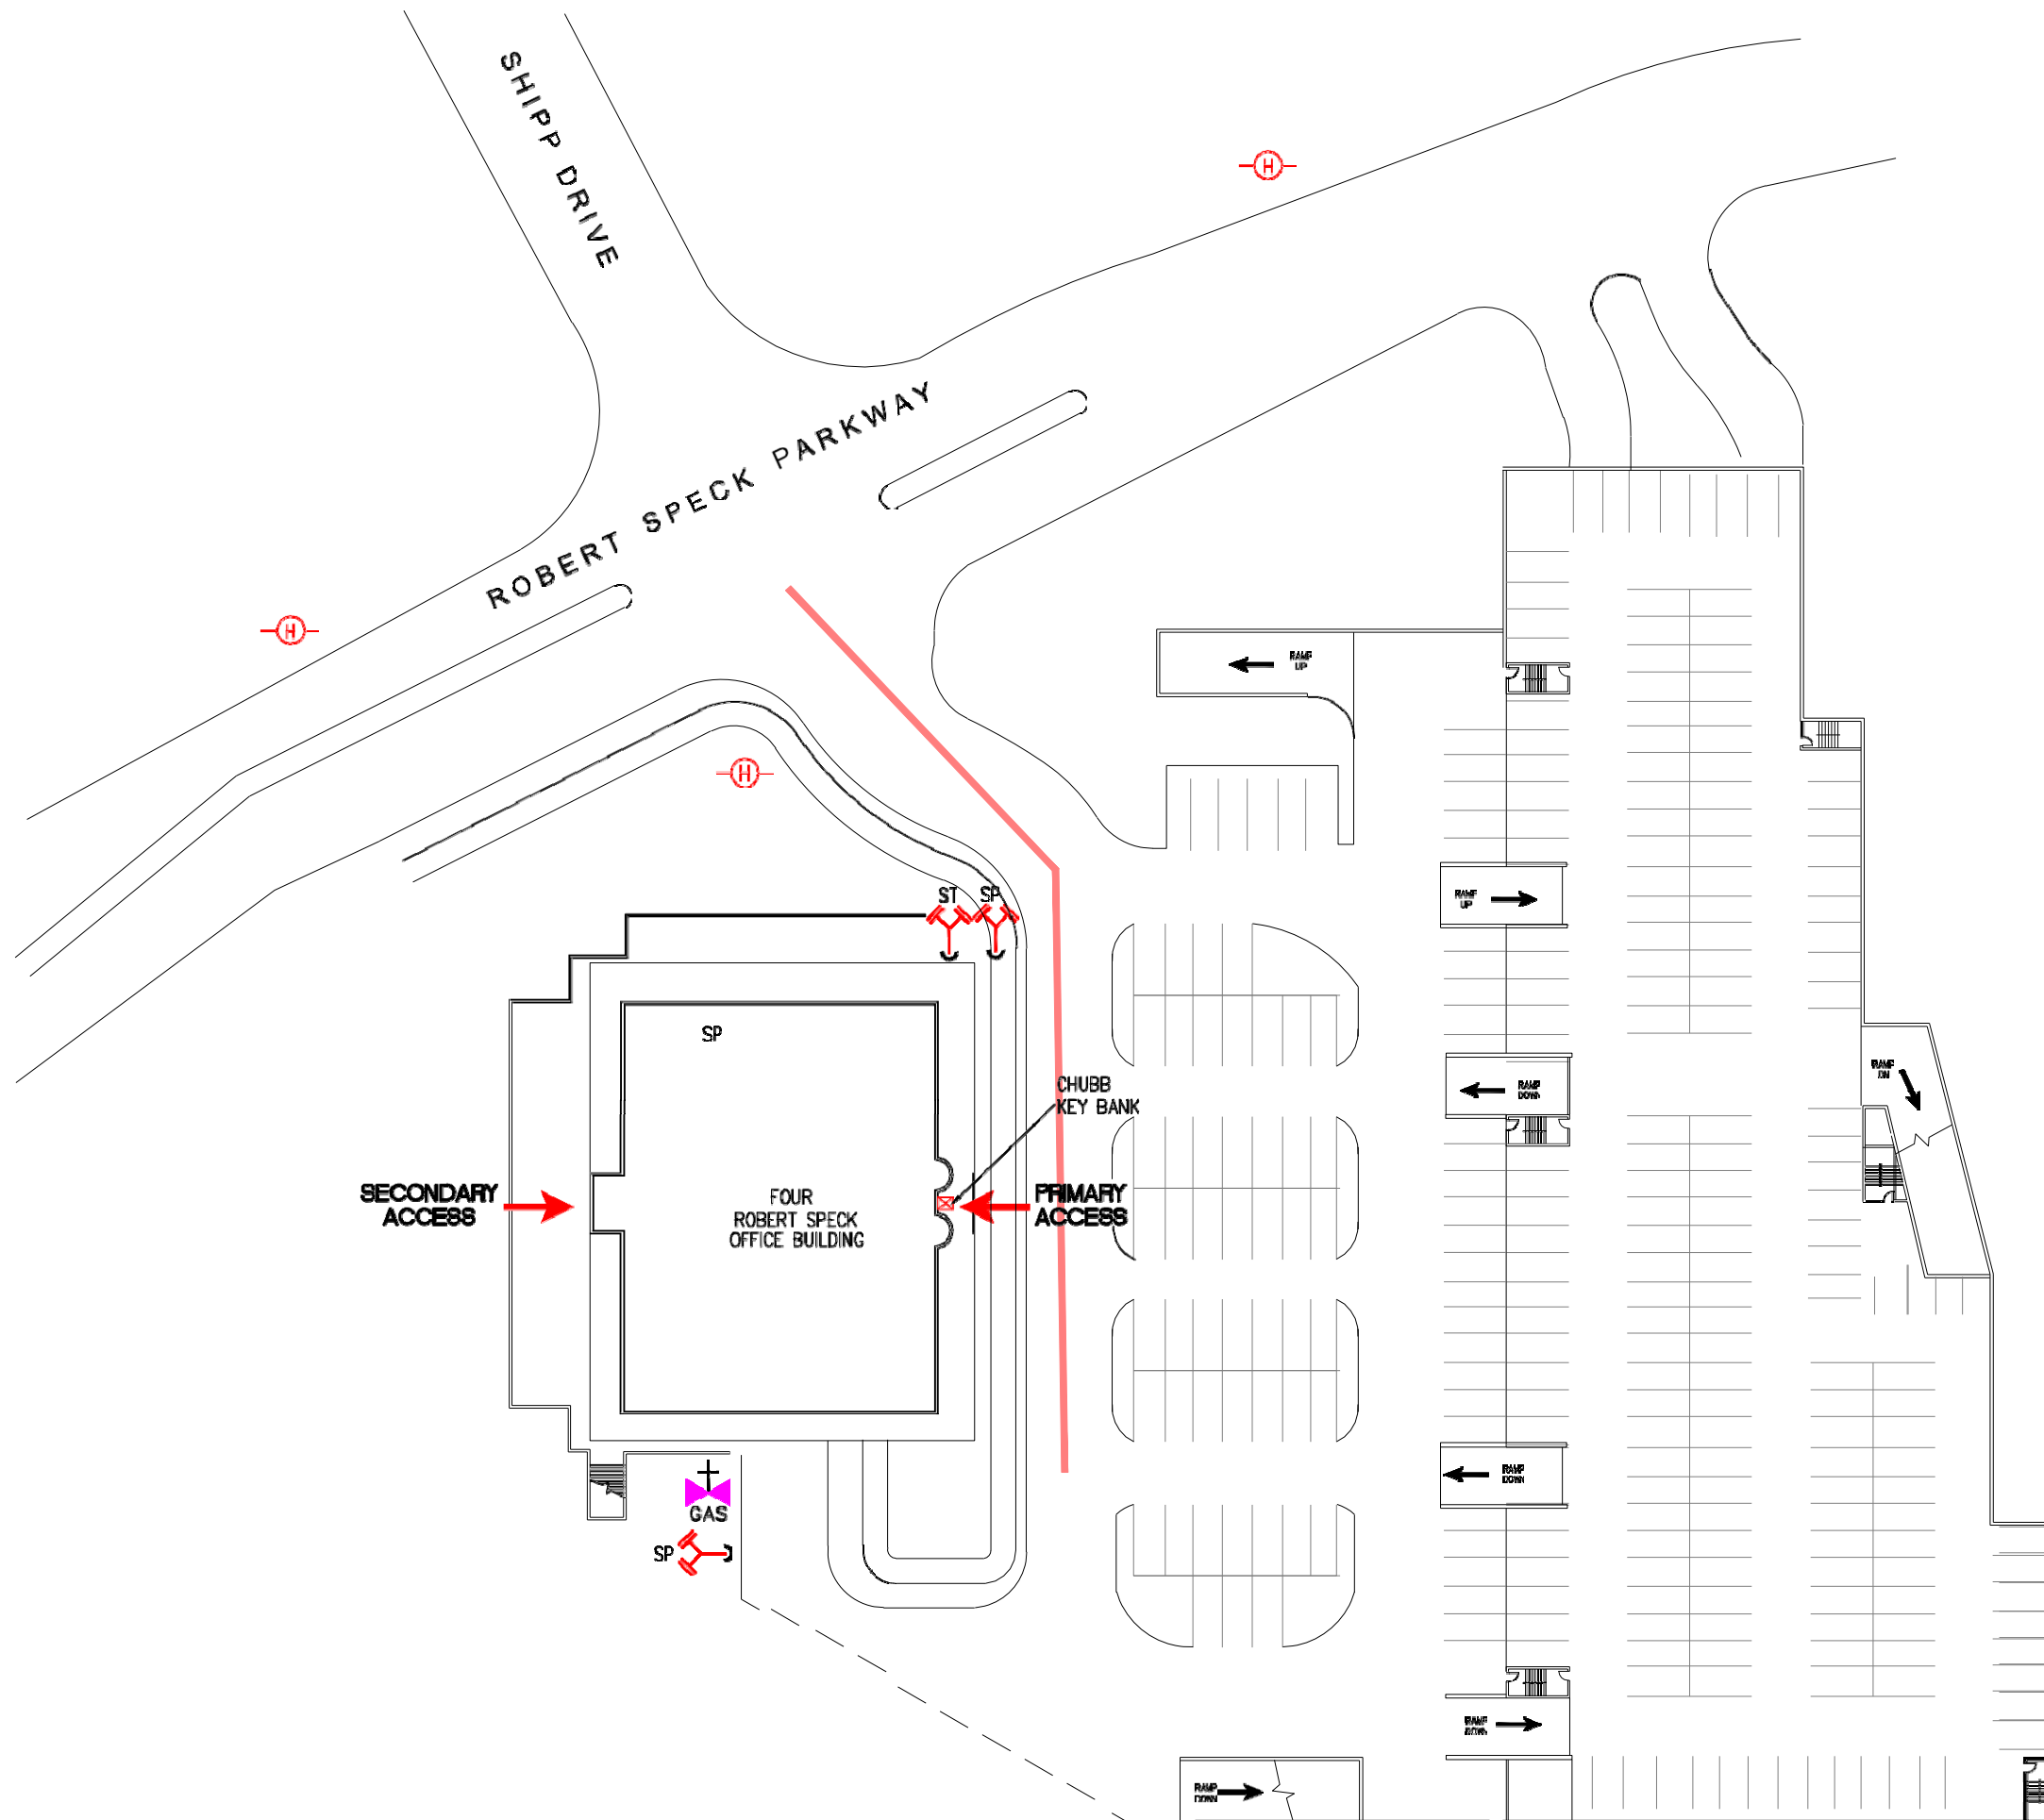 SHIPP DRIVE
H
ROBERT SPECK PARKWAY
H
RAMP
UP
H
ST
SP
RAMP
UP
SP
CHUBB
KEY BANK
RAMP
DN
RAMP
DOWN
SECONDARY
ACCESS
PRIMARY
ACCESS
FOUR
ROBERT SPECK
OFFICE BUILDING
RAMP
DOWN
GAS
SP
RAMP
DOWN
RAMP
DOWN